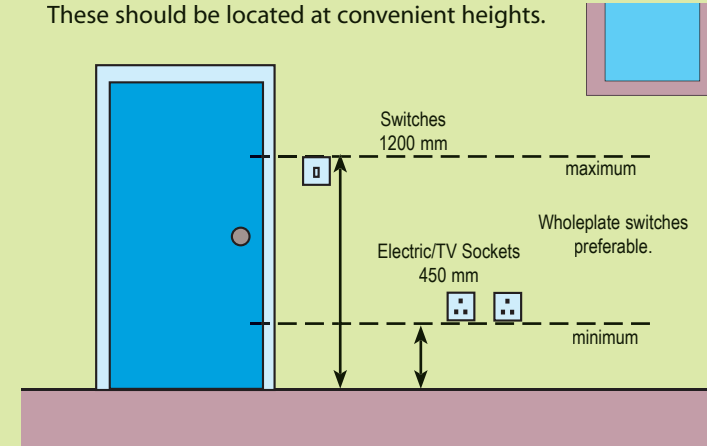 These should be located at convenient heights.
Switches
1200 mm
maximum
Wholeplate switches
preferable.
Electric/TV Sockets
450 mm
minimum